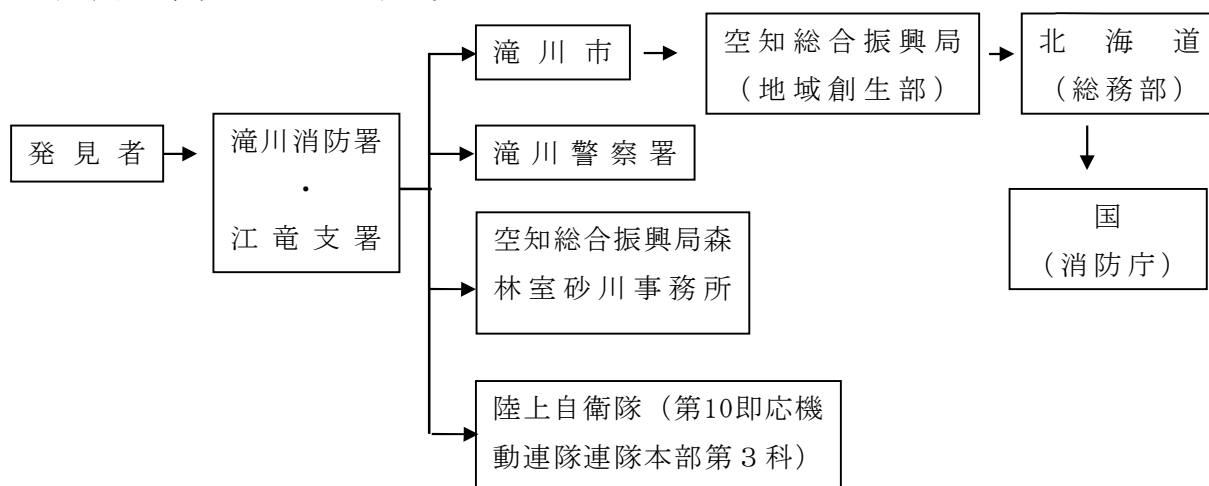 発見者
滝川消防署
・
江竜支署
滝川市
空知総合振興局
（地域創生部）
北海道
（総務部）
国
（消防庁）
滝川警察署
空知総合振興局森
林室砂川事務所
陸上自衛隊（第10即応機
動連隊連隊本部第３科）